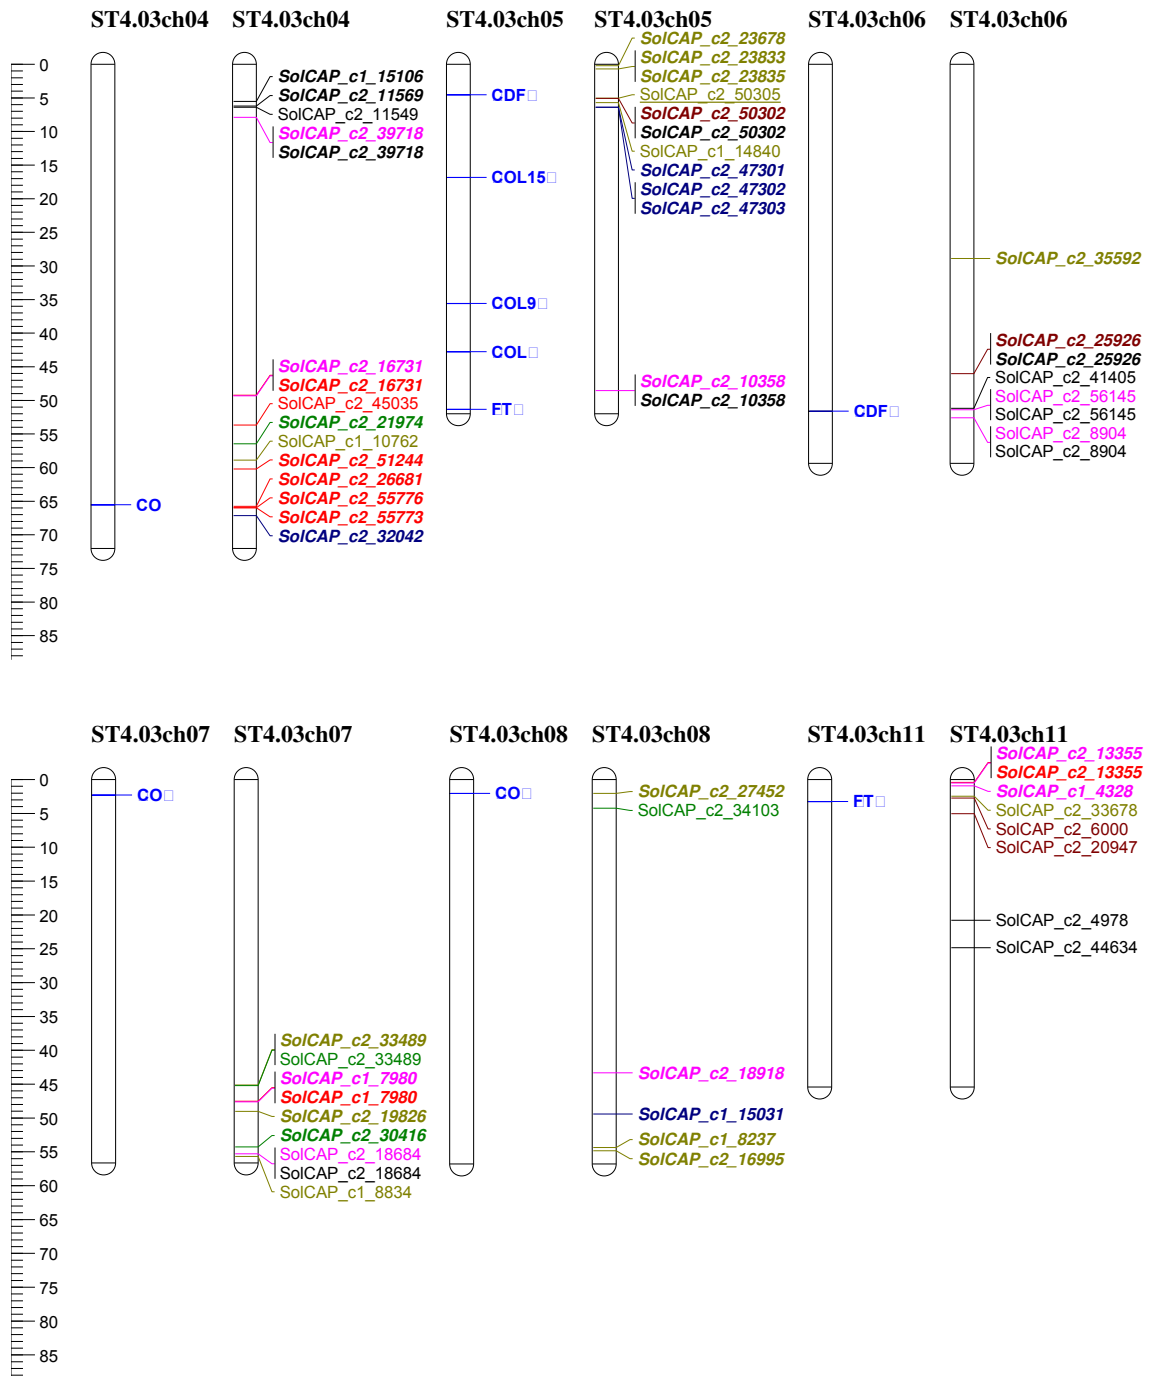 ST4.03ch04 ST4.03ch04 ST4.03ch05 ST4.03ch05 ST4.03ch06 ST4.03ch06
0
5
10
15
20
25
30
35
40
45
50
55
60
65
70
75
80
85
CO
SolCAP_c1_15106
SolCAP_c2_11569
SolCAP_c2_11549
SolCAP_c2_39718
SolCAP_c2_39718
SolCAP_c2_16731
SolCAP_c2_16731
SolCAP_c2_45035
SolCAP_c2_21974
SolCAP_c1_10762
SolCAP_c2_51244
SolCAP_c2_26681
SolCAP_c2_55776
SolCAP_c2_55773
SolCAP_c2_32042
CDF□
COL15□
COL9□
COL□
FT□
SolCAP_c2_23678
SolCAP_c2_23833
SolCAP_c2_23835
SolCAP_c2_50305
SolCAP_c2_50302
SolCAP_c2_50302
SolCAP_c1_14840
SolCAP_c2_47301
SolCAP_c2_47302
SolCAP_c2_47303
SolCAP_c2_10358
SolCAP_c2_10358
CDF□
SolCAP_c2_35592
SolCAP_c2_25926
SolCAP_c2_25926
SolCAP_c2_41405
SolCAP_c2_56145
SolCAP_c2_56145
SolCAP_c2_8904
SolCAP_c2_8904
ST4.03ch07 ST4.03ch07 ST4.03ch08 ST4.03ch08 ST4.03ch11 ST4.03ch11
0
5
10
15
20
25
30
35
40
45
50
55
60
65
70
75
80
85
CO□
SolCAP_c2_33489
SolCAP_c2_33489
SolCAP_c1_7980
SolCAP_c1_7980
SolCAP_c2_19826
SolCAP_c2_30416
SolCAP_c2_18684
SolCAP_c2_18684
SolCAP_c1_8834
CO□
SolCAP_c2_27452
SolCAP_c2_34103
SolCAP_c2_18918
SolCAP_c1_15031
SolCAP_c1_8237
SolCAP_c2_16995
FT□
SolCAP_c2_13355
SolCAP_c2_13355
SolCAP_c1_4328
SolCAP_c2_33678
SolCAP_c2_6000
SolCAP_c2_20947
SolCAP_c2_4978
SolCAP_c2_44634